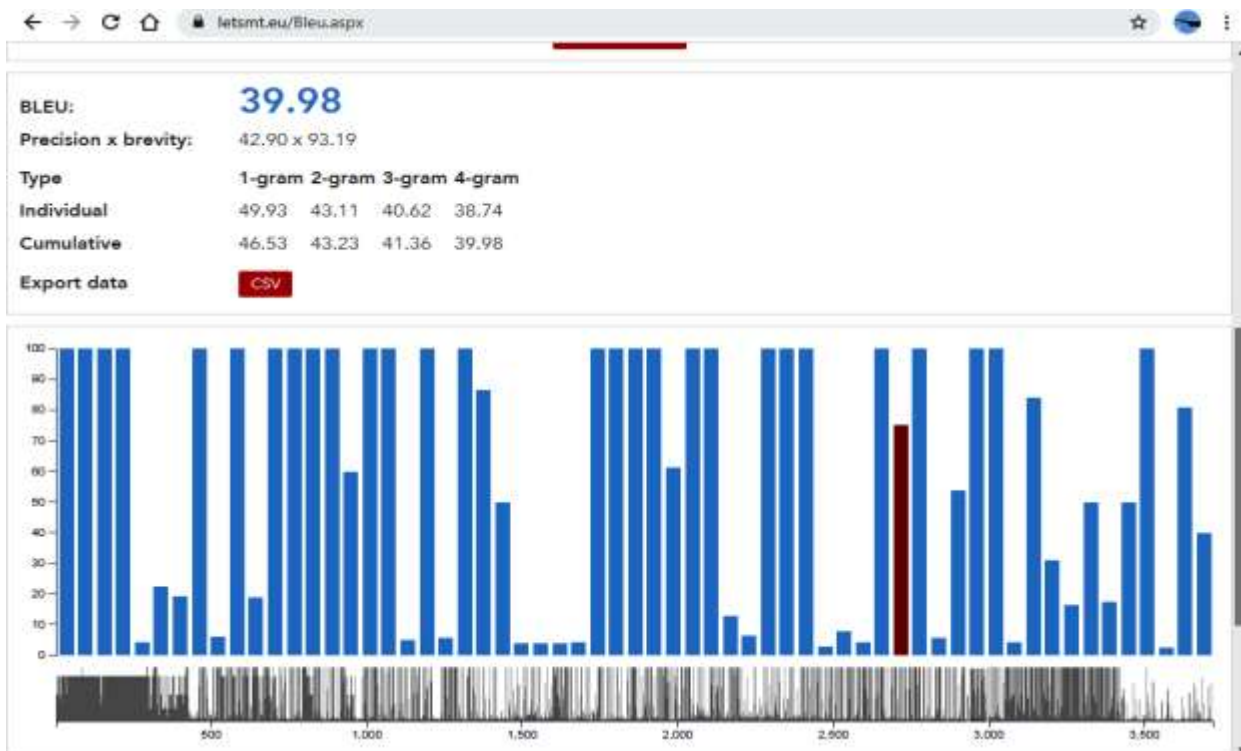 letsmt.eu/Bleu.aspx
BLEU: 39.98
Precision x brevity: 42.90 x 93.19
Type 1-gram 2-gram 3-gram 4-gram
Individual 49.93 43.11 40.62 38.74
Cumulative 46.53 43.23 41.36 39.98
Export data CSV
100
90
80
70
60
50
40
30
20
10
0
500 1,000 1,500 2,000 2,500 3,000 3,500